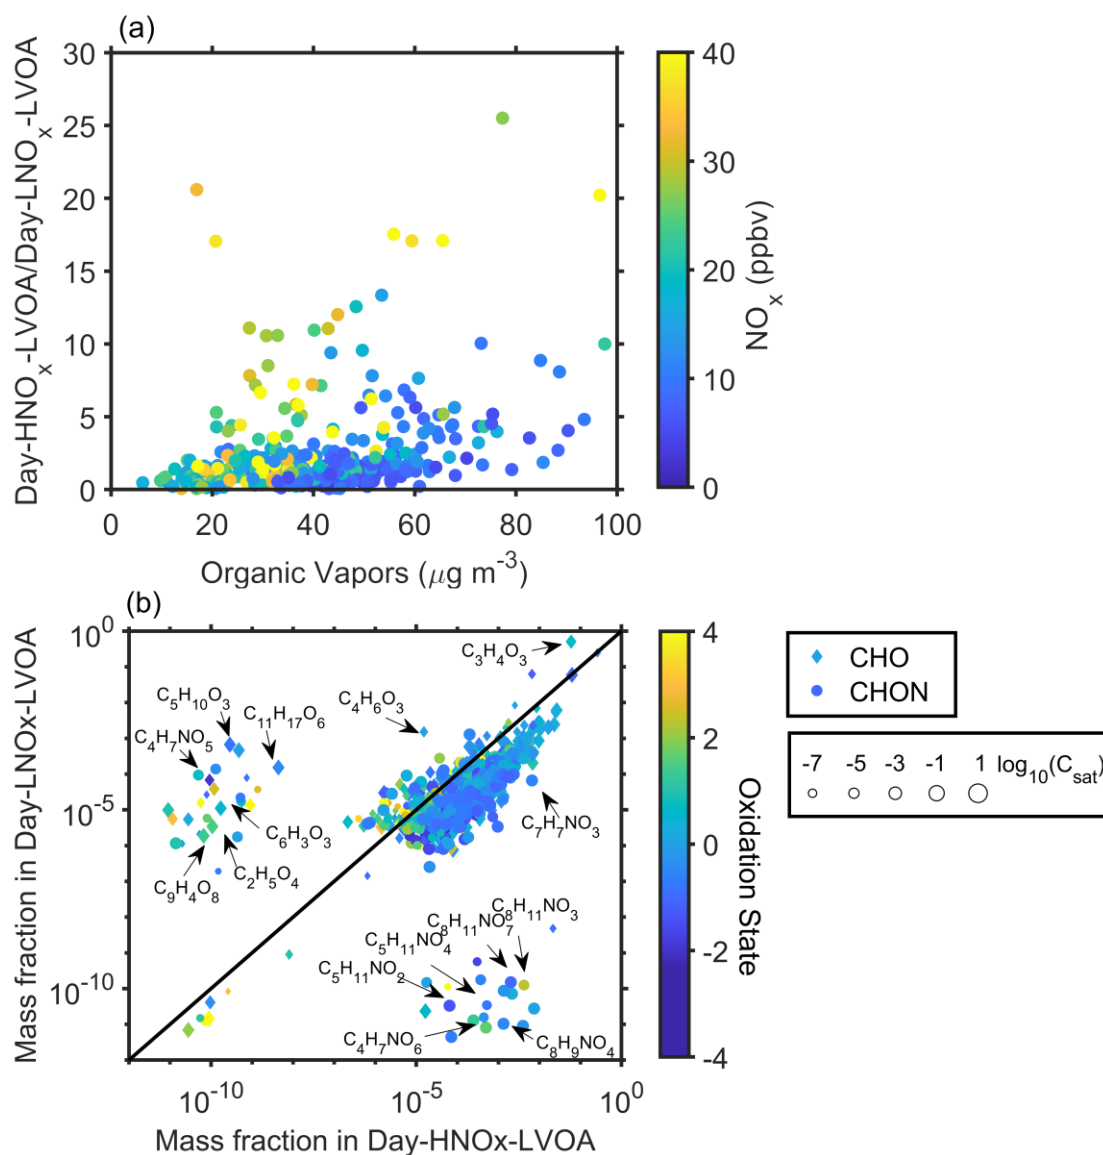 (a)
Day-HNOx-LVOA/Day-LNOx-LVOA
30
25
20
15
10
5
0
0 20 40 60 80 100
Organic Vapors (μg m-3)
40
30
20
10
0
NOx (ppbv)
(b)
Mass fraction in Day-LNOx-LVOA
10^0
10^-5
10^-10
10^-10 10^-5 10^0
Mass fraction in Day-HNOx-LVOA
C3H4O3
C5H10O3
C11H17O6
C4H6O3
C4H7NO5
C7H7NO3
C6H3O3
C2H5O4
C9H4O8
C8H11NO3
C8H11NO7
C5H11NO4
C5H11NO2
C4H7NO6
C8H9NO4
4
2
0
-2
-4
Oxidation State
CHO
CHON
-7 -5 -3 -1 1 log10(Csat)